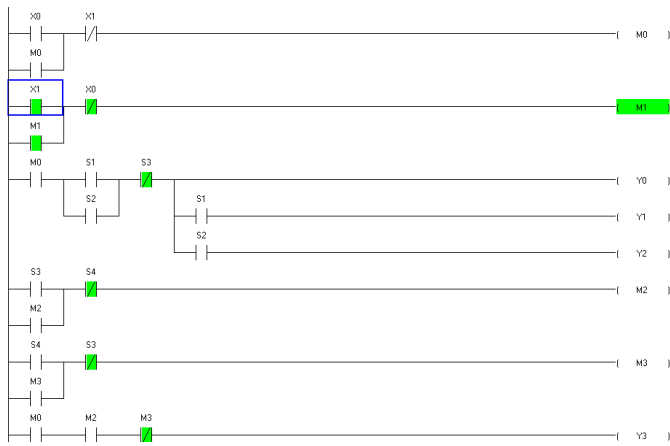 X0 X1
( M0 )
M0
X1 X0
( M1 )
M1
M0 S1 S3
( Y0 )
S2 S1
( Y1 )
S2
( Y2 )
S3 S4
( M2 )
M2
S4 S3
( M3 )
M3
M0 M2 M3
( Y3 )